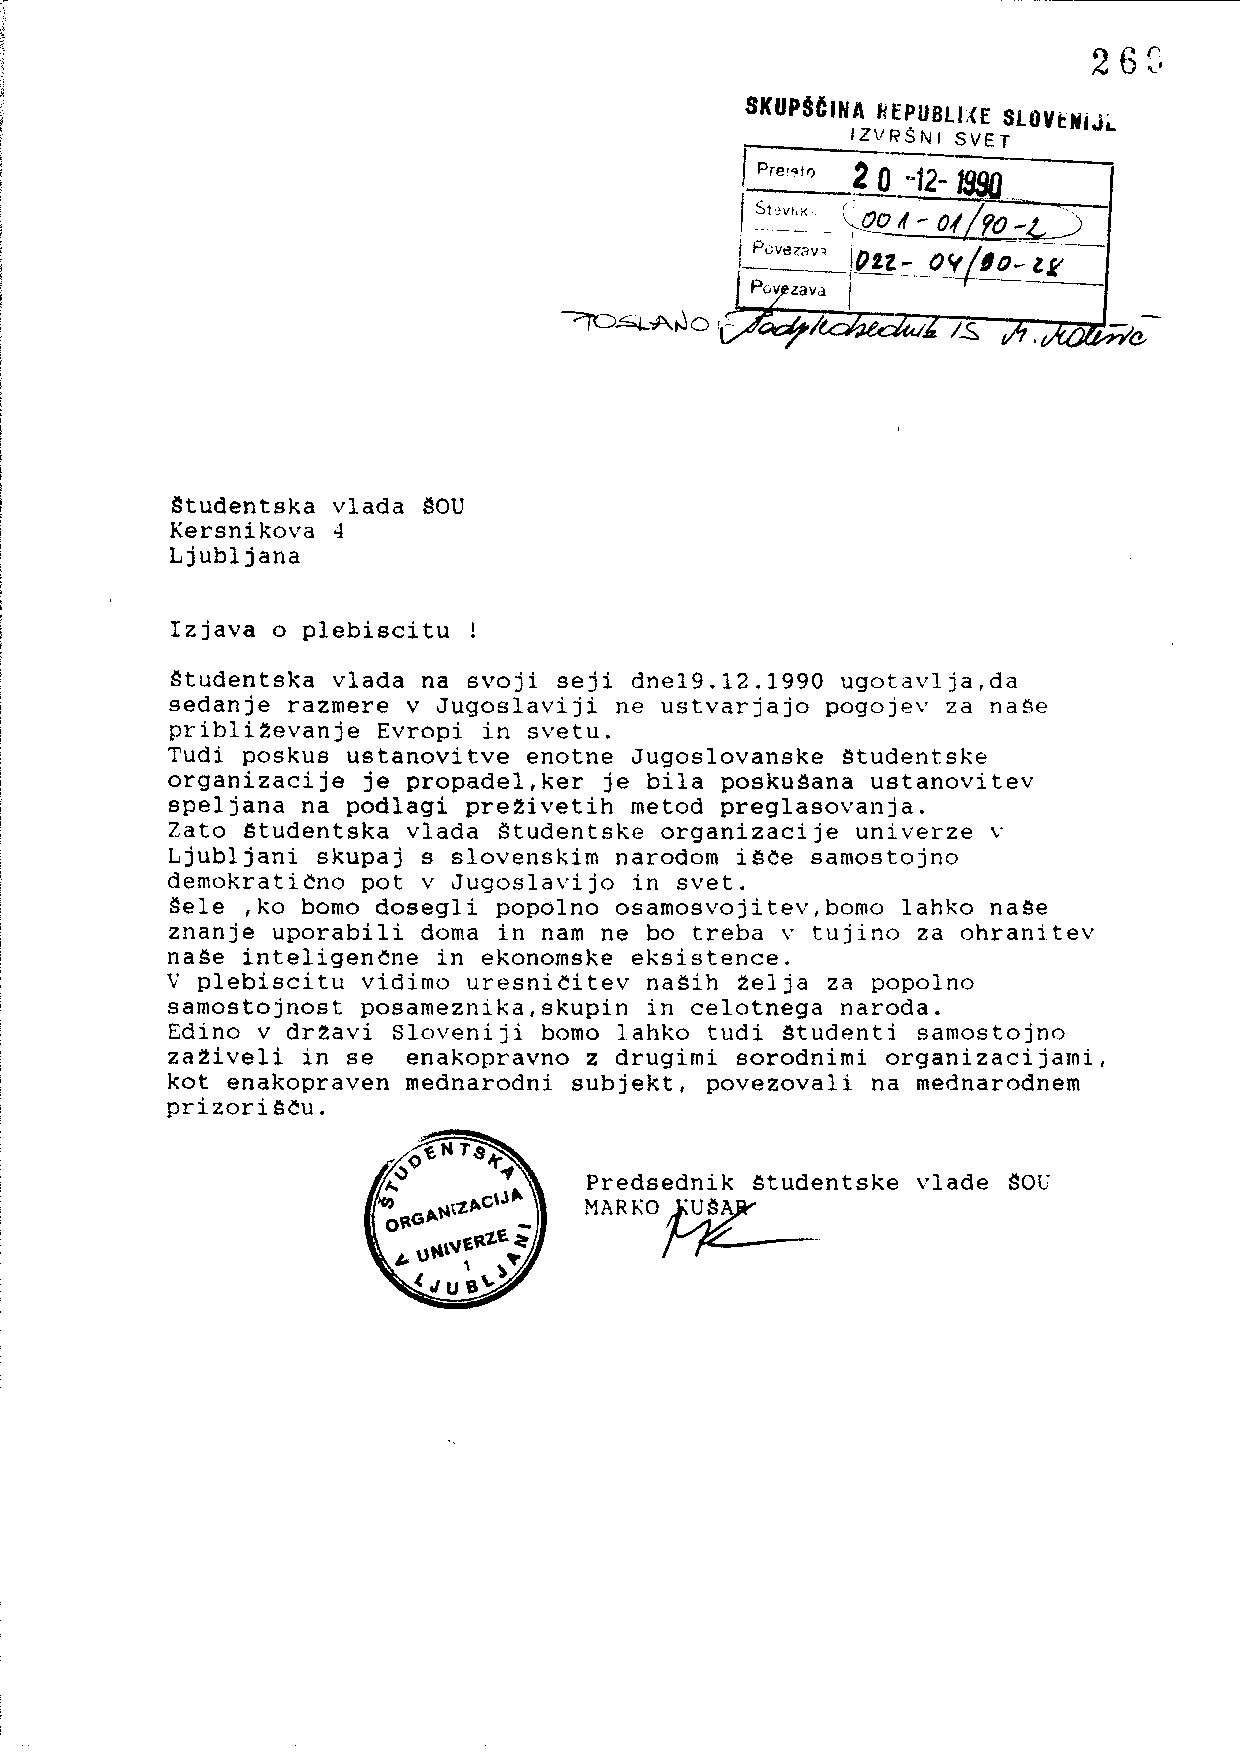 269
SKUPŠČINA REPUBLIKE SLOVENIJE
IZVRŠNI SVET
Prejeto 20 -12- 1990
Številka 001-01/90-2
Povezava 022-04/90-28
Povezava
POSLANO: Podpredsednik IS
Študentska vlada ŠOU
Kersnikova 4
Ljubljana
Izjava o plebiscitu !
Študentska vlada na svoji seji dne19.12.1990 ugotavlja,da
sedanje razmere v Jugoslaviji ne ustvarjajo pogojev za naše
približevanje Evropi in svetu.
Tudi poskus ustanovitve enotne Jugoslovanske študentske
organizacije je propadel,ker je bila poskušana ustanovitev
speljana na podlagi preživetih metod preglasovanja.
Zato študentska vlada študentske organizacije univerze v
Ljubljani skupaj s slovenskim narodom išče samostojno
demokratično pot v Jugoslavijo in svet.
Šele ,ko bomo dosegli popolno osamosvojitev,bomo lahko naše
znanje uporabili doma in nam ne bo treba v tujino za ohranitev
naše inteligenčne in ekonomske eksistence.
V plebiscitu vidimo uresničitev naših želja za popolno
samostojnost posameznika,skupin in celotnega naroda.
Edino v državi Sloveniji bomo lahko tudi študenti samostojno
zaživeli in se  enakopravno z drugimi sorodnimi organizacijami,
kot enakopraven mednarodni subjekt, povezovali na mednarodnem
prizorišču.
Predsednik študentske vlade ŠOU
MARKO KUŠAR
ŠTUDENTSKA
ORGANIZACIJA
UNIVERZE
1
V LJUBLJANI